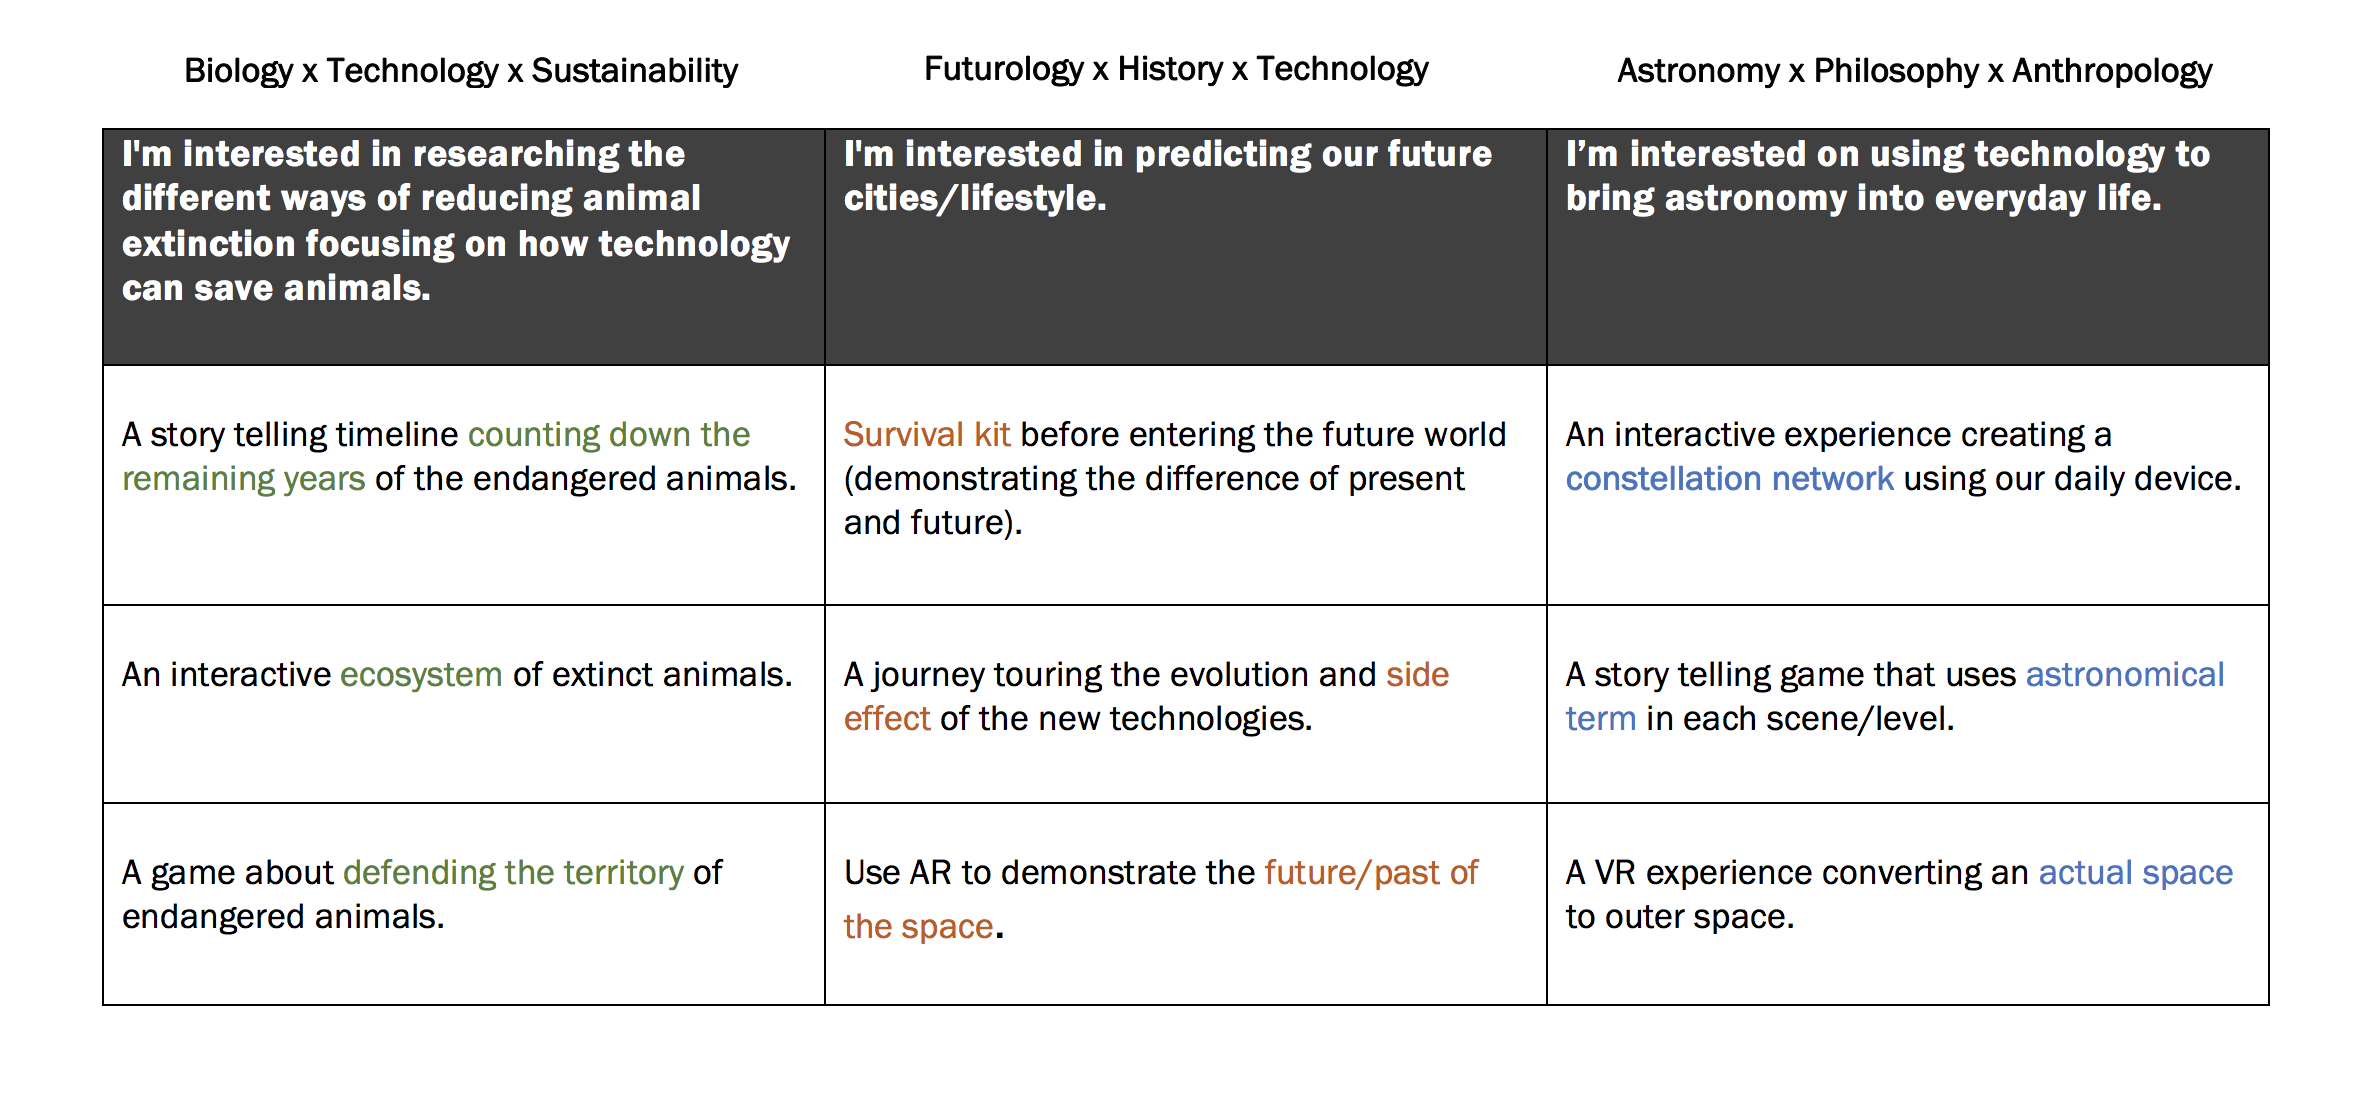 Biology x Technology x Sustainability
Futurology x History x Technology
Astronomy x Philosophy x Anthropology
I'm interested in researching the
different ways of reducing animal
extinction focusing on how technology
can save animals.
I'm interested in predicting our future
cities/lifestyle.
I’m interested on using technology to
bring astronomy into everyday life.
A story telling timeline counting down the
remaining years of the endangered animals.
Survival kit before entering the future world
(demonstrating the difference of present
and future).
An interactive experience creating a
constellation network using our daily device.
An interactive ecosystem of extinct animals.
A journey touring the evolution and side
effect of the new technologies.
A story telling game that uses astronomical
term in each scene/level.
A game about defending the territory of
endangered animals.
Use AR to demonstrate the future/past of
the space.
A VR experience converting an actual space
to outer space.